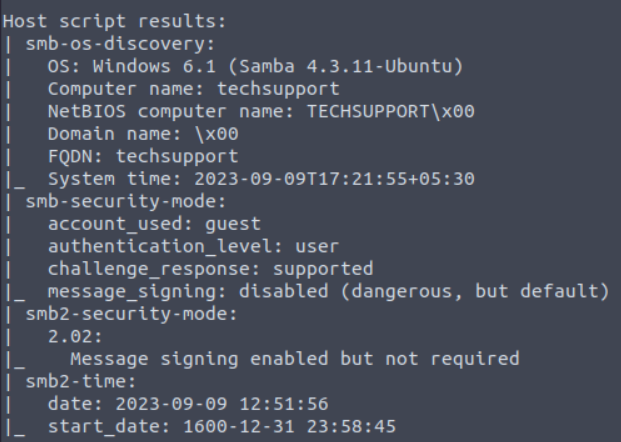 Host script results:
| smb-os-discovery:
|   OS: Windows 6.1 (Samba 4.3.11-Ubuntu)
|   Computer name: techsupport
|   NetBIOS computer name: TECHSUPPORT\x00
|   Domain name: \x00
|   FQDN: techsupport
|_  System time: 2023-09-09T17:21:55+05:30
| smb-security-mode:
|   account_used: guest
|   authentication_level: user
|   challenge_response: supported
|_  message_signing: disabled (dangerous, but default)
| smb2-security-mode:
|   2.02:
|_    Message signing enabled but not required
| smb2-time:
|   date: 2023-09-09 12:51:56
|_  start_date: 1600-12-31 23:58:45